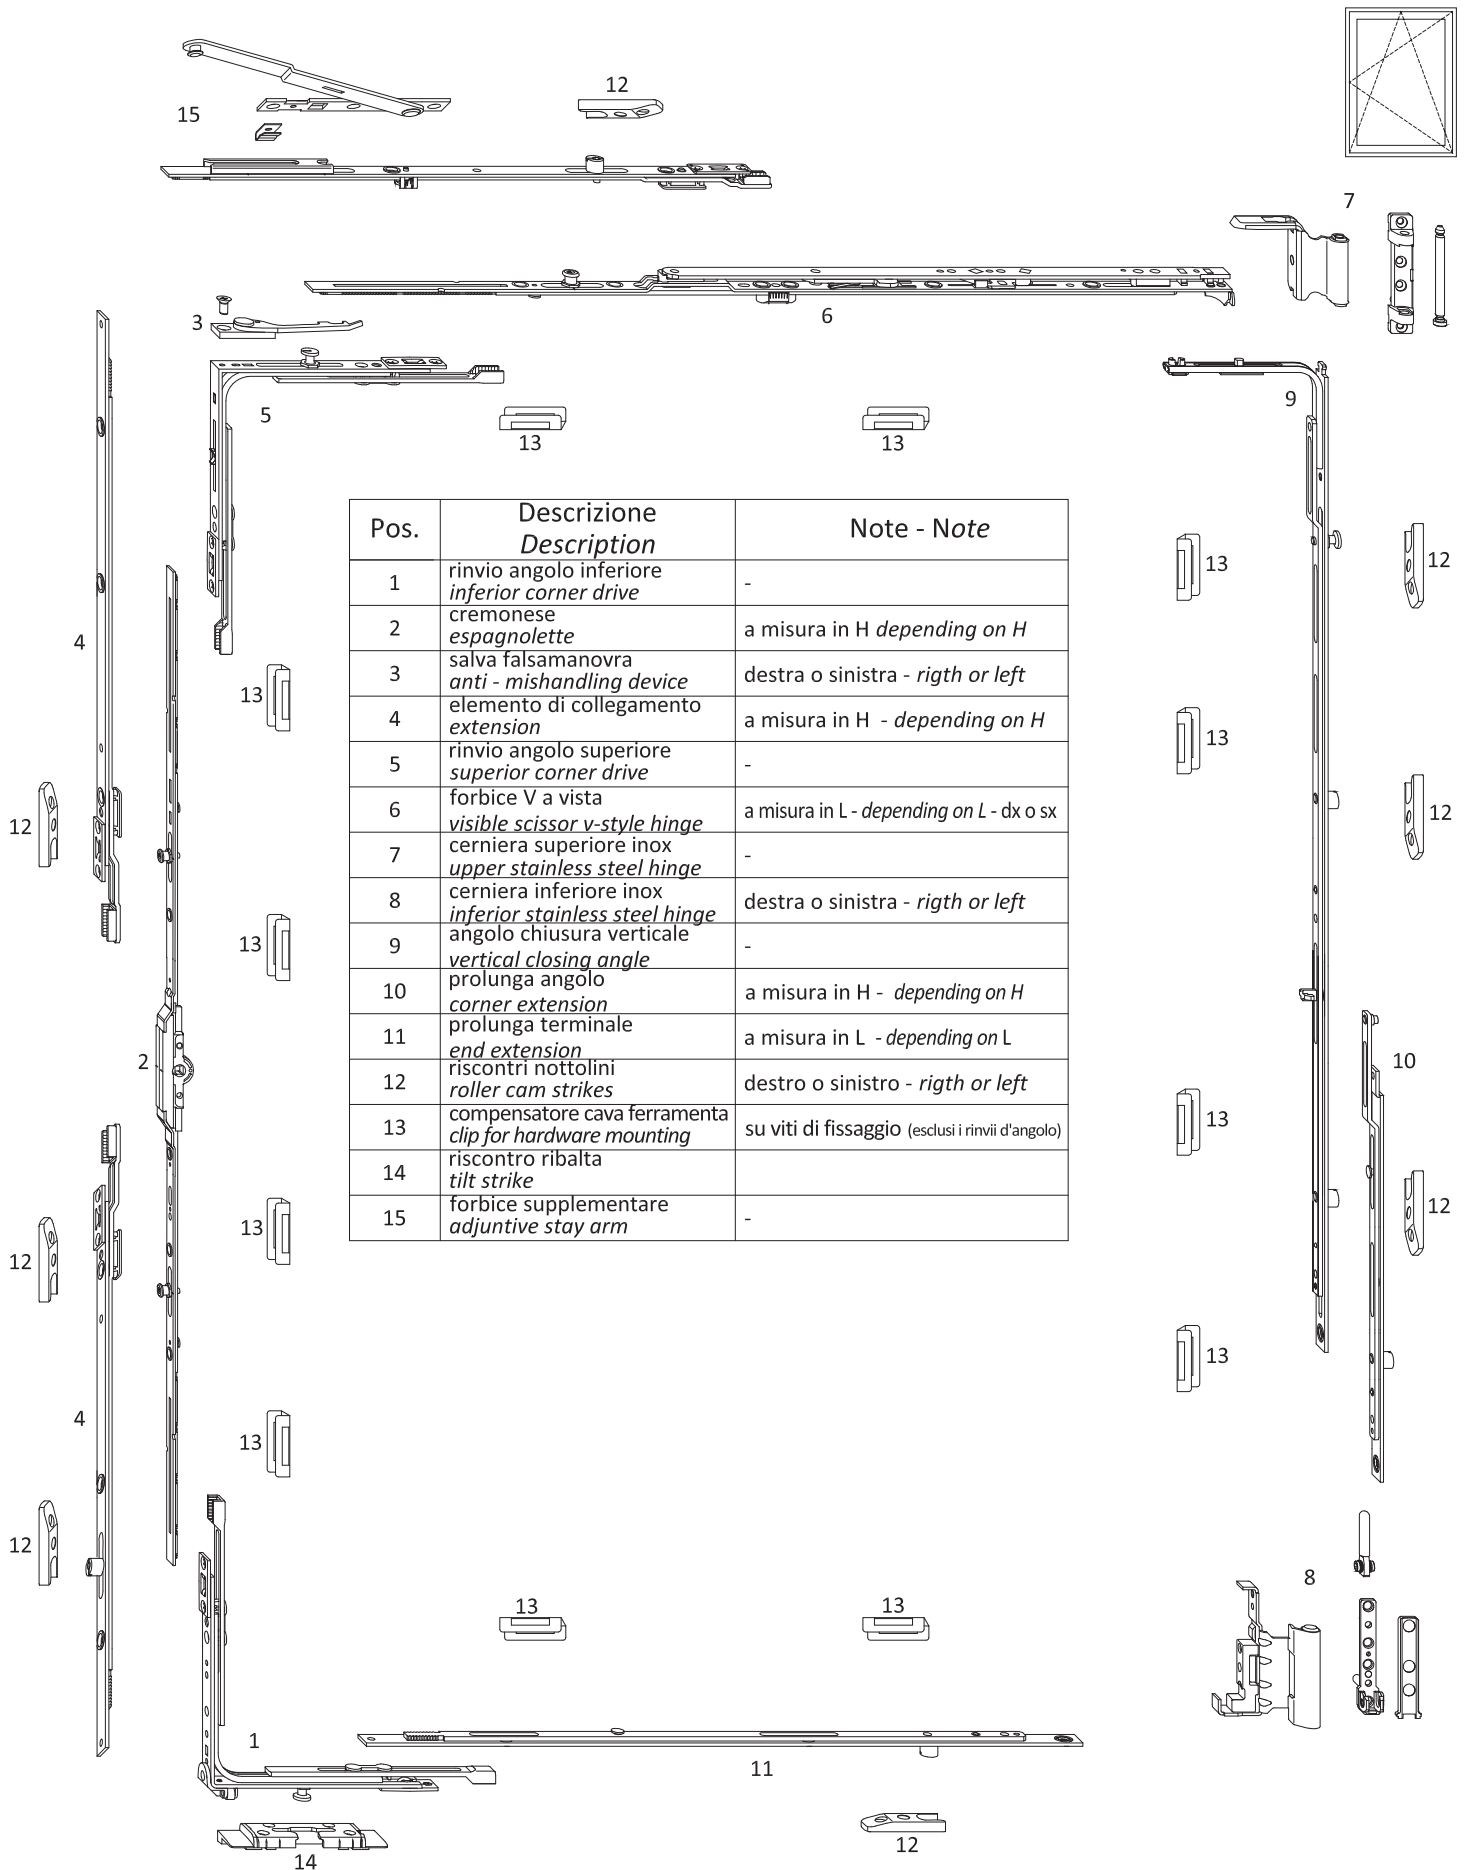 12
15
7
6
3
5
9
13
13
Pos.
Descrizione
Description
Note - Note
1
rinvio angolo inferiore
inferior corner drive
-
2
cremonese
espagnolette
a misura in H depending on H
3
salva falsamanovra
anti - mishandling device
destra o sinistra - rigth or left
4
elemento di collegamento
extension
a misura in H - depending on H
5
rinvio angolo superiore
superior corner drive
-
6
forbice V a vista
visible scissor v-style hinge
a misura in L - depending on L - dx o sx
7
cerniera superiore inox
upper stainless steel hinge
-
8
cerniera inferiore inox
inferior stainless steel hinge
destra o sinistra - rigth or left
9
angolo chiusura verticale
vertical closing angle
-
10
prolunga angolo
corner extension
a misura in H - depending on H
11
prolunga terminale
end extension
a misura in L - depending on L
12
riscontri nottolini
roller cam strikes
destro o sinistro - rigth or left
13
compensatore cava ferramenta
clip for hardware mounting
su viti di fissaggio (esclusi i rinvii d'angolo)
14
riscontro ribalta
tilt strike
15
forbice supplementare
adjuntive stay arm
-
13
12
4
13
13
12
12
13
2
10
13
12
13
12
13
4
13
12
8
13
13
1
11
12
14